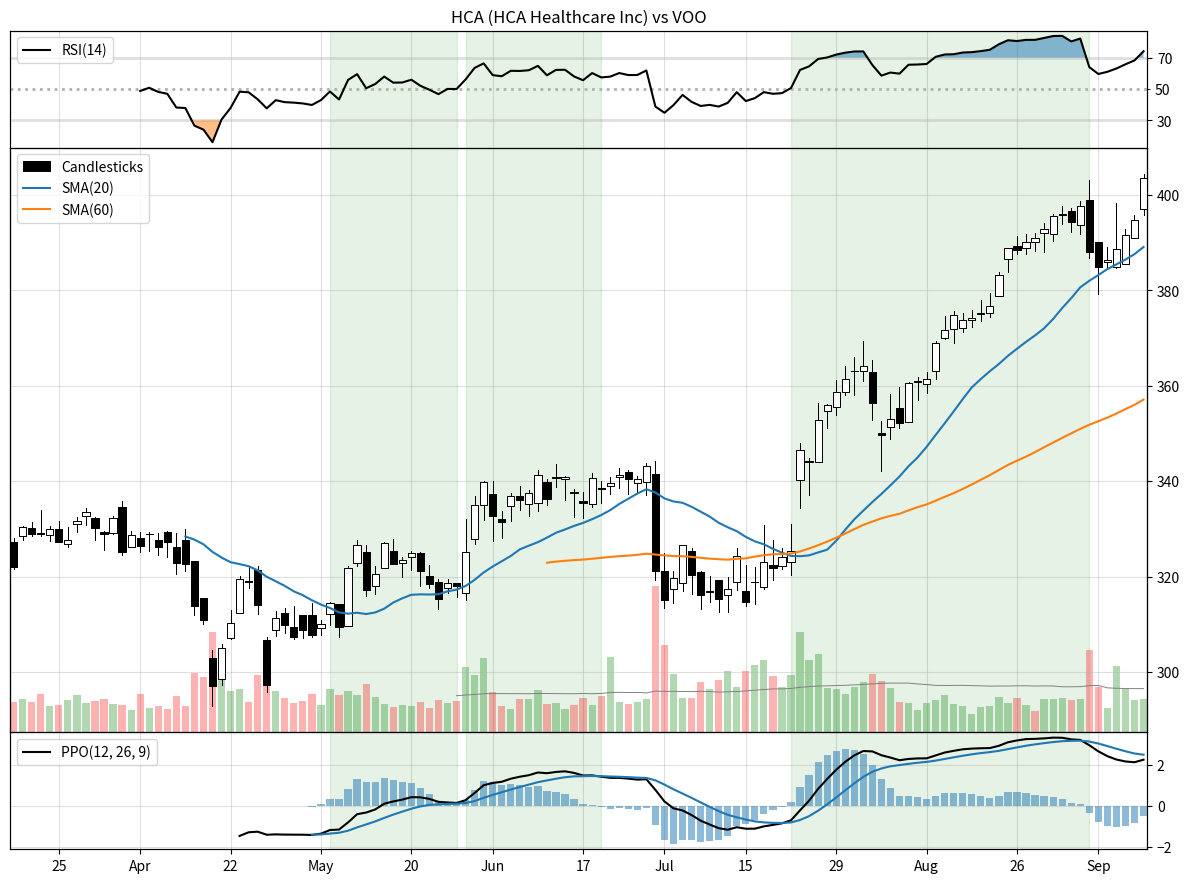 HCA (HCA Healthcare Inc) vs VOO
RSI(14)
70
50
30
Candlesticks
SMA(20)
SMA(60)
400
380
360
340
320
300
PPO(12, 26, 9)
2
0
−2
25 Apr 22 May 20 Jun 17 Jul 15 29 Aug 26 Sep